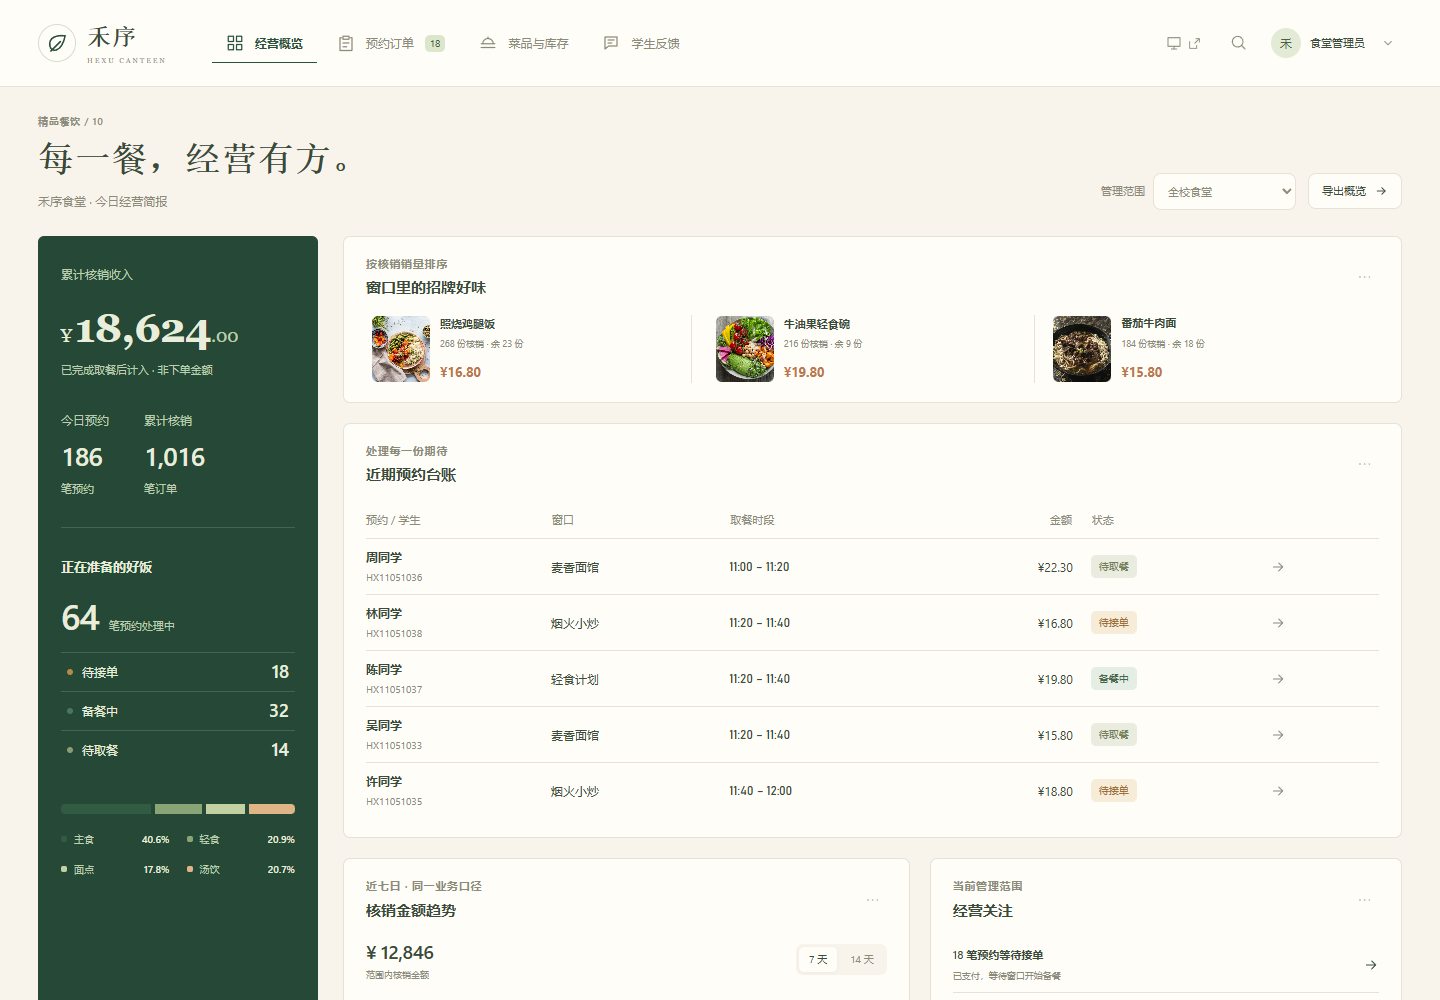 禾序
HEXU CANTEEN
经营概览
预约订单 18
菜品与库存
学生反馈
禾 食堂管理员
精品餐饮 / 10
每一餐，经营有方。
禾序食堂 · 今日经营简报
管理范围 全校食堂
导出概览
累计核销收入
¥18,624.00
已完成取餐后计入 · 非下单金额
今日预约 累计核销
186 1,016
笔预约 笔订单
正在准备的好饭
64 笔预约处理中
待接单 18
备餐中 32
待取餐 14
主食 40.6% 轻食 20.9%
面点 17.8% 汤饮 20.7%
按核销销量排序
窗口里的招牌好味
照烧鸡腿饭
268 份核销 · 余 23 份
¥16.80
牛油果轻食碗
216 份核销 · 余 9 份
¥19.80
番茄牛肉面
184 份核销 · 余 18 份
¥15.80
处理每一份期待
近期预约台账
预约 / 学生 窗口 取餐时段 金额 状态
周同学
HX11051036
麦香面馆 11:00 – 11:20 ¥22.30 待取餐
林同学
HX11051038
烟火小炒 11:20 – 11:40 ¥16.80 待接单
陈同学
HX11051037
轻食计划 11:20 – 11:40 ¥19.80 备餐中
吴同学
HX11051033
麦香面馆 11:20 – 11:40 ¥15.80 待取餐
许同学
HX11051035
烟火小炒 11:40 – 12:00 ¥18.80 待接单
近七日 · 同一业务口径
核销金额趋势
¥ 12,846
范围内核销金额
7 天 14 天
当前管理范围
经营关注
18 笔预约等待接单
已支付，等待窗口开始备餐